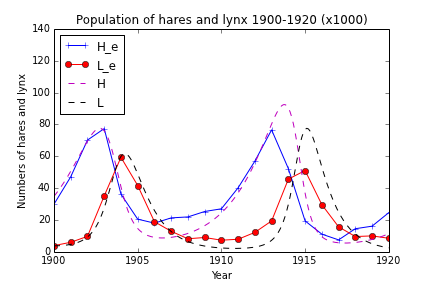 Population of hares and lynx 1900-1920 (x1000)
140
120
100
80
60
40
20
0
Numbers of hares and lynx
H_e
L_e
H
L
1900
1905
1910
1915
1920
Year